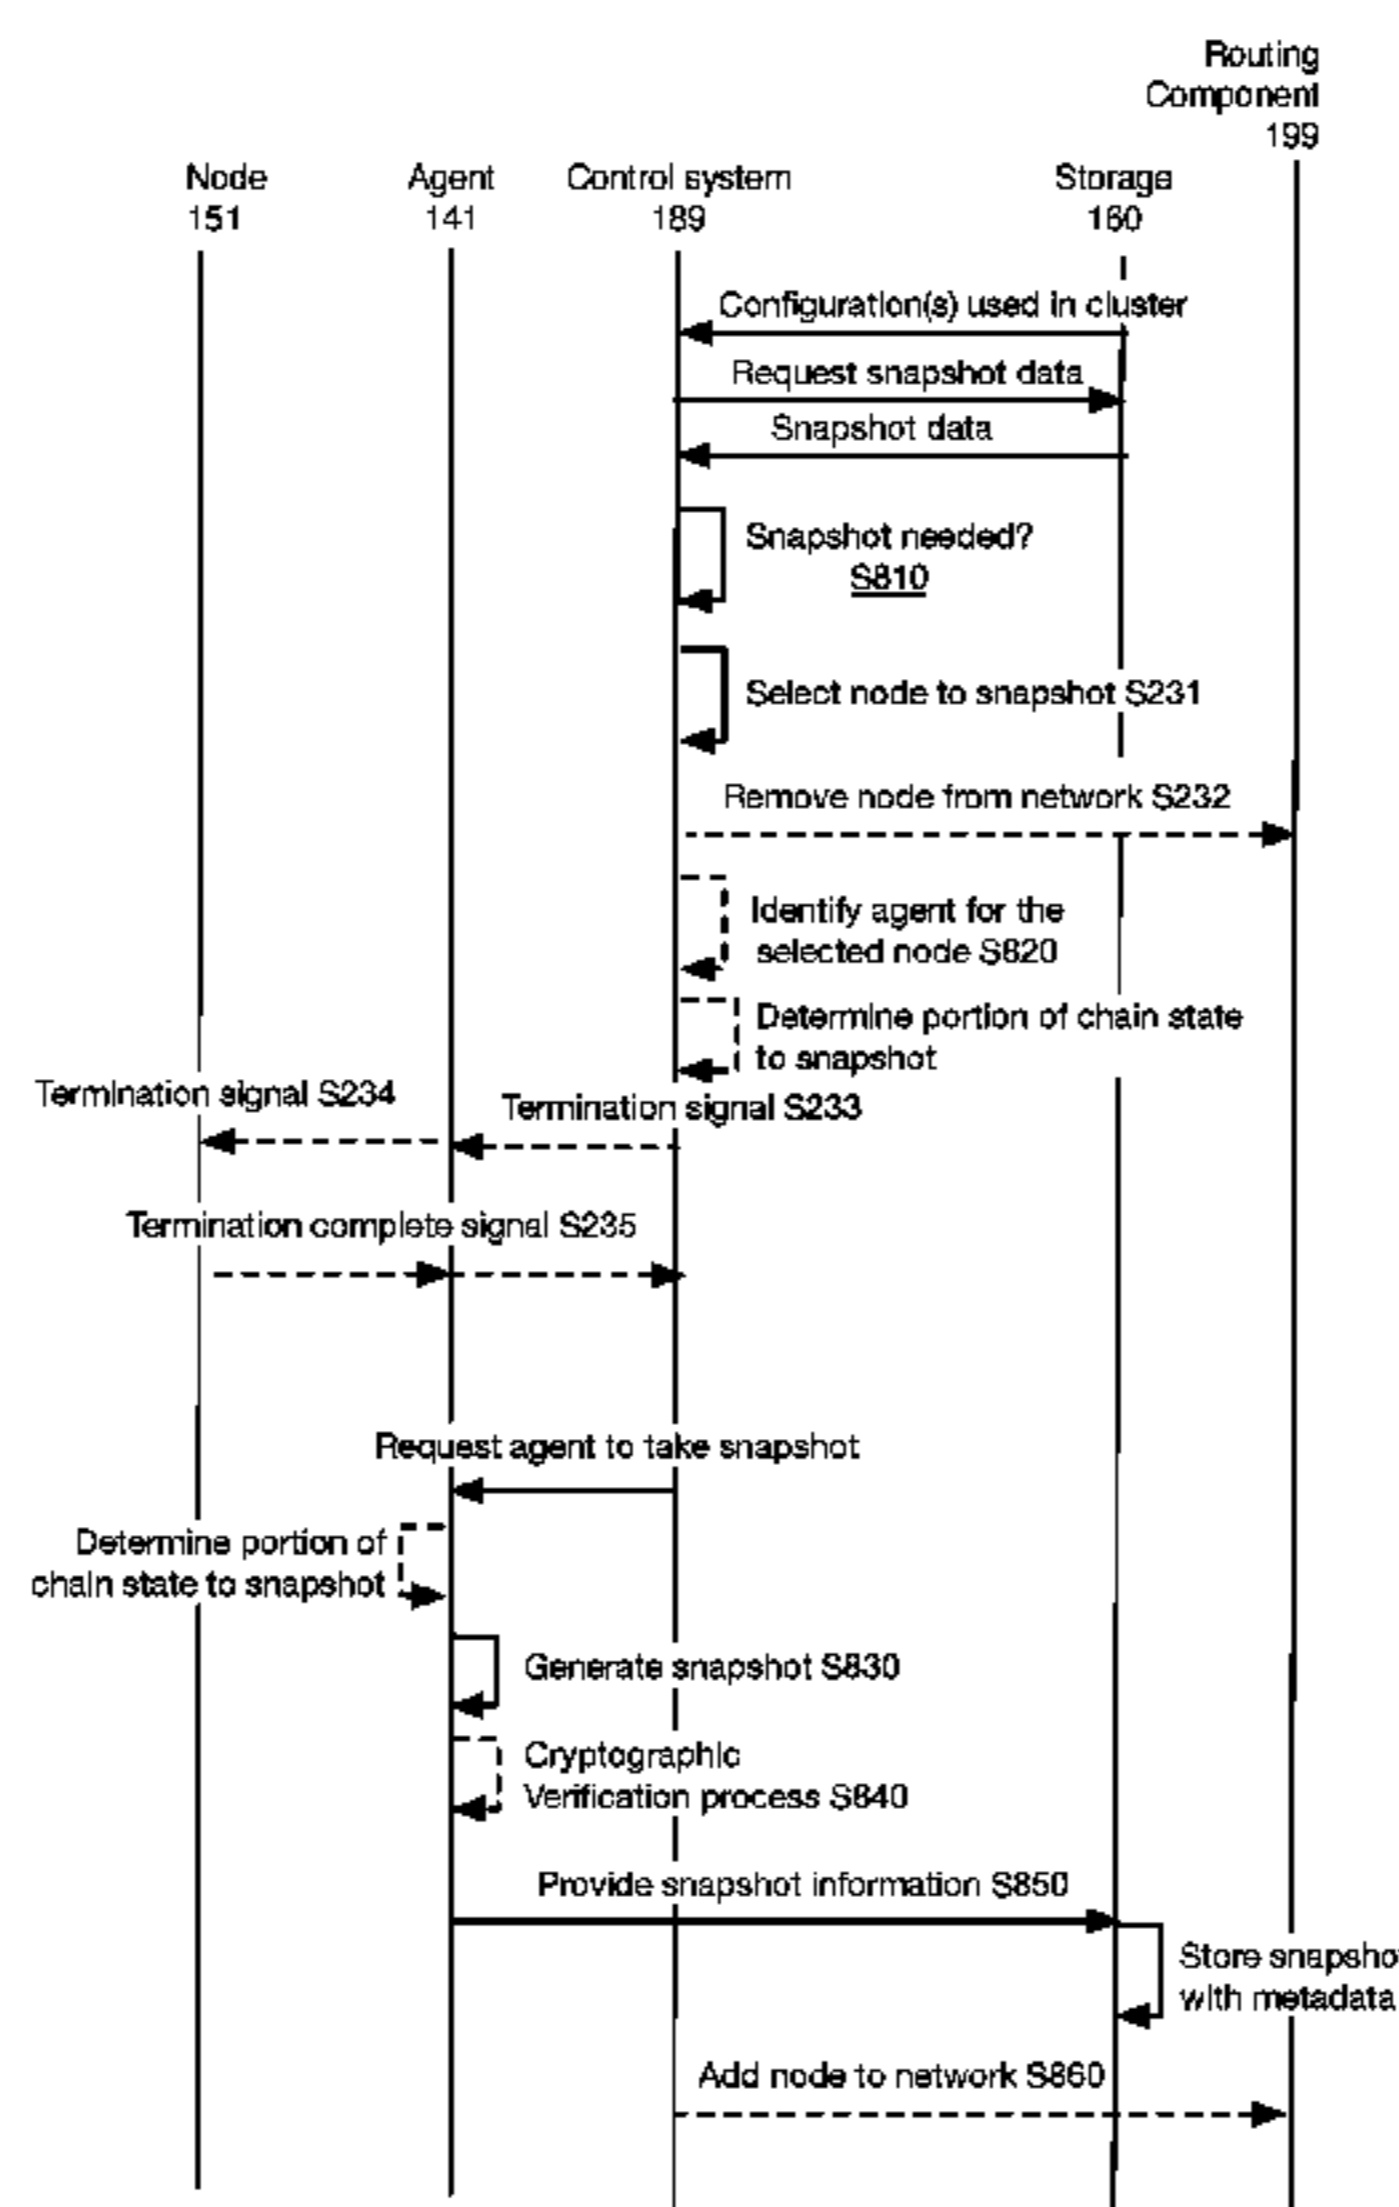 Routing
Component
199
Node
151
Agent
141
Control system
189
Storage
160
Configuration(s) used in cluster
Request snapshot data
Snapshot data
Snapshot needed?
S810
Select node to snapshot S231
Remove node from network S232
Identify agent for the
selected node S820
Determine portion of chain state
to snapshot
Termination signal S234
Termination signal S233
Termination complete signal S235
Request agent to take snapshot
Determine portion of
chain state to snapshot
Generate snapshot S830
Cryptographic
Verification process S840
Provide snapshot information S850
Store snapshot
with metadata
Add node to network S860